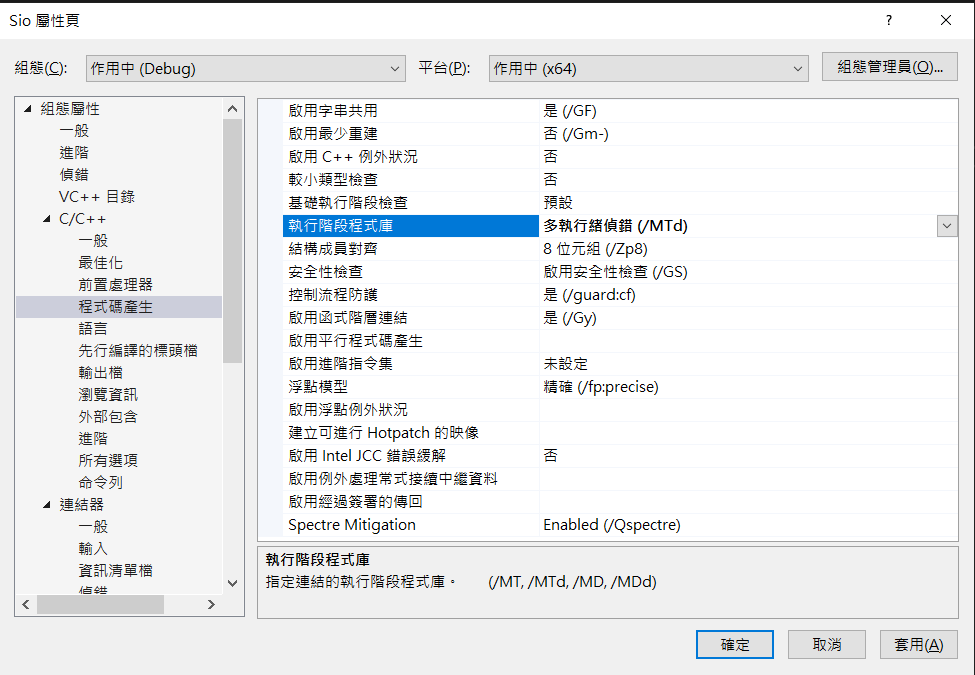 Sio 屬性頁
? ×
組態(C): 作用中 (Debug) 平台(P): 作用中 (x64) 組態管理員(O)...
組態屬性
一般
進階
偵錯
VC++ 目錄
C/C++
一般
最佳化
前置處理器
程式碼產生
語言
先行編譯的標頭檔
輸出檔
瀏覽資訊
外部包含
進階
所有選項
命令列
連結器
一般
輸入
資訊清單檔
偵錯
啟用字串共用 是 (/GF)
啟用最少重建 否 (/Gm-)
啟用 C++ 例外狀況 否
較小類型檢查 否
基礎執行階段檢查 預設
執行階段程式庫 多執行緒偵錯 (/MTd)
結構成員對齊 8 位元組 (/Zp8)
安全性檢查 啟用安全性檢查 (/GS)
控制流程防護 是 (/guard:cf)
啟用函式階層連結 是 (/Gy)
啟用平行程式碼產生
啟用進階指令集 未設定
浮點模型 精確 (/fp:precise)
啟用浮點例外狀況
建立可進行 Hotpatch 的映像
啟用 Intel JCC 錯誤緩解 否
啟用例外處理常式接續中繼資料
啟用經過簽署的傳回
Spectre Mitigation Enabled (/Qspectre)
執行階段程式庫
指定連結的執行階段程式庫。 (/MT, /MTd, /MD, /MDd)
確定 取消 套用(A)